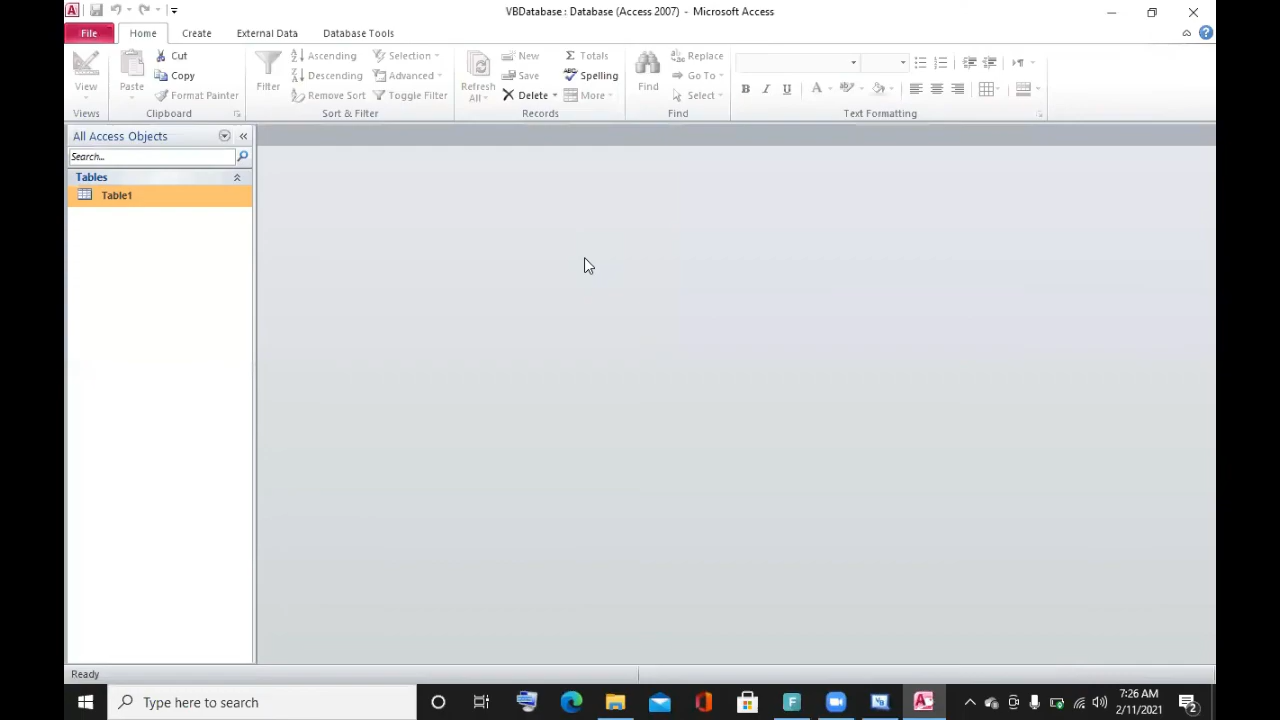 VBDatabase : Database (Access 2007) - Microsoft Access
File Home Create External Data Database Tools
View
Views
Paste
Cut
Copy
Format Painter
Clipboard
Filter
Ascending
Descending
Remove Sort
Selection
Advanced
Toggle Filter
Sort & Filter
Refresh
All
New
Save
Delete
Totals
Spelling
More
Records
Find
Replace
Go To
Select
Find
B I U A
Text Formatting
All Access Objects
Search...
Tables
Table1
Ready
Type here to search
7:26 AM
2/11/2021
2